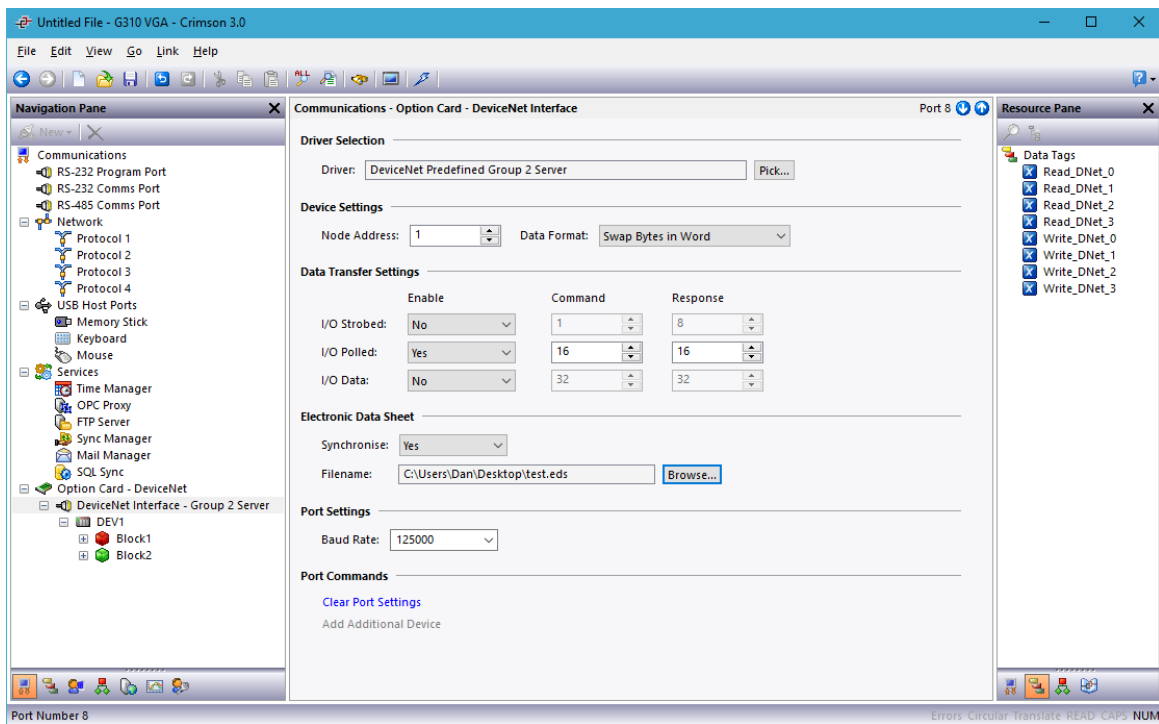 Untitled File - G310 VGA - Crimson 3.0
File Edit View Go Link Help
ALL
Navigation Pane
New
Communications
RS-232 Program Port
RS-232 Comms Port
RS-485 Comms Port
Network
Protocol 1
Protocol 2
Protocol 3
Protocol 4
USB Host Ports
Memory Stick
Keyboard
Mouse
Services
Time Manager
OPC Proxy
FTP Server
Sync Manager
Mail Manager
SQL Sync
Option Card - DeviceNet
DeviceNet Interface - Group 2 Server
DEV1
Block1
Block2
Communications - Option Card - DeviceNet Interface Port 8
Driver Selection
Driver: DeviceNet Predefined Group 2 Server Pick...
Device Settings
Node Address: 1 Data Format: Swap Bytes in Word
Data Transfer Settings
Enable Command Response
I/O Strobed: No 1 8
I/O Polled: Yes 16 16
I/O Data: No 32 32
Electronic Data Sheet
Synchronise: Yes
Filename: C:\Users\Dan\Desktop\test.eds Browse...
Port Settings
Baud Rate: 125000
Port Commands
Clear Port Settings
Add Additional Device
Resource Pane
Data Tags
Read_DNet_0
Read_DNet_1
Read_DNet_2
Read_DNet_3
Write_DNet_0
Write_DNet_1
Write_DNet_2
Write_DNet_3
Port Number 8
Errors Circular Translate READ CAPS NUM